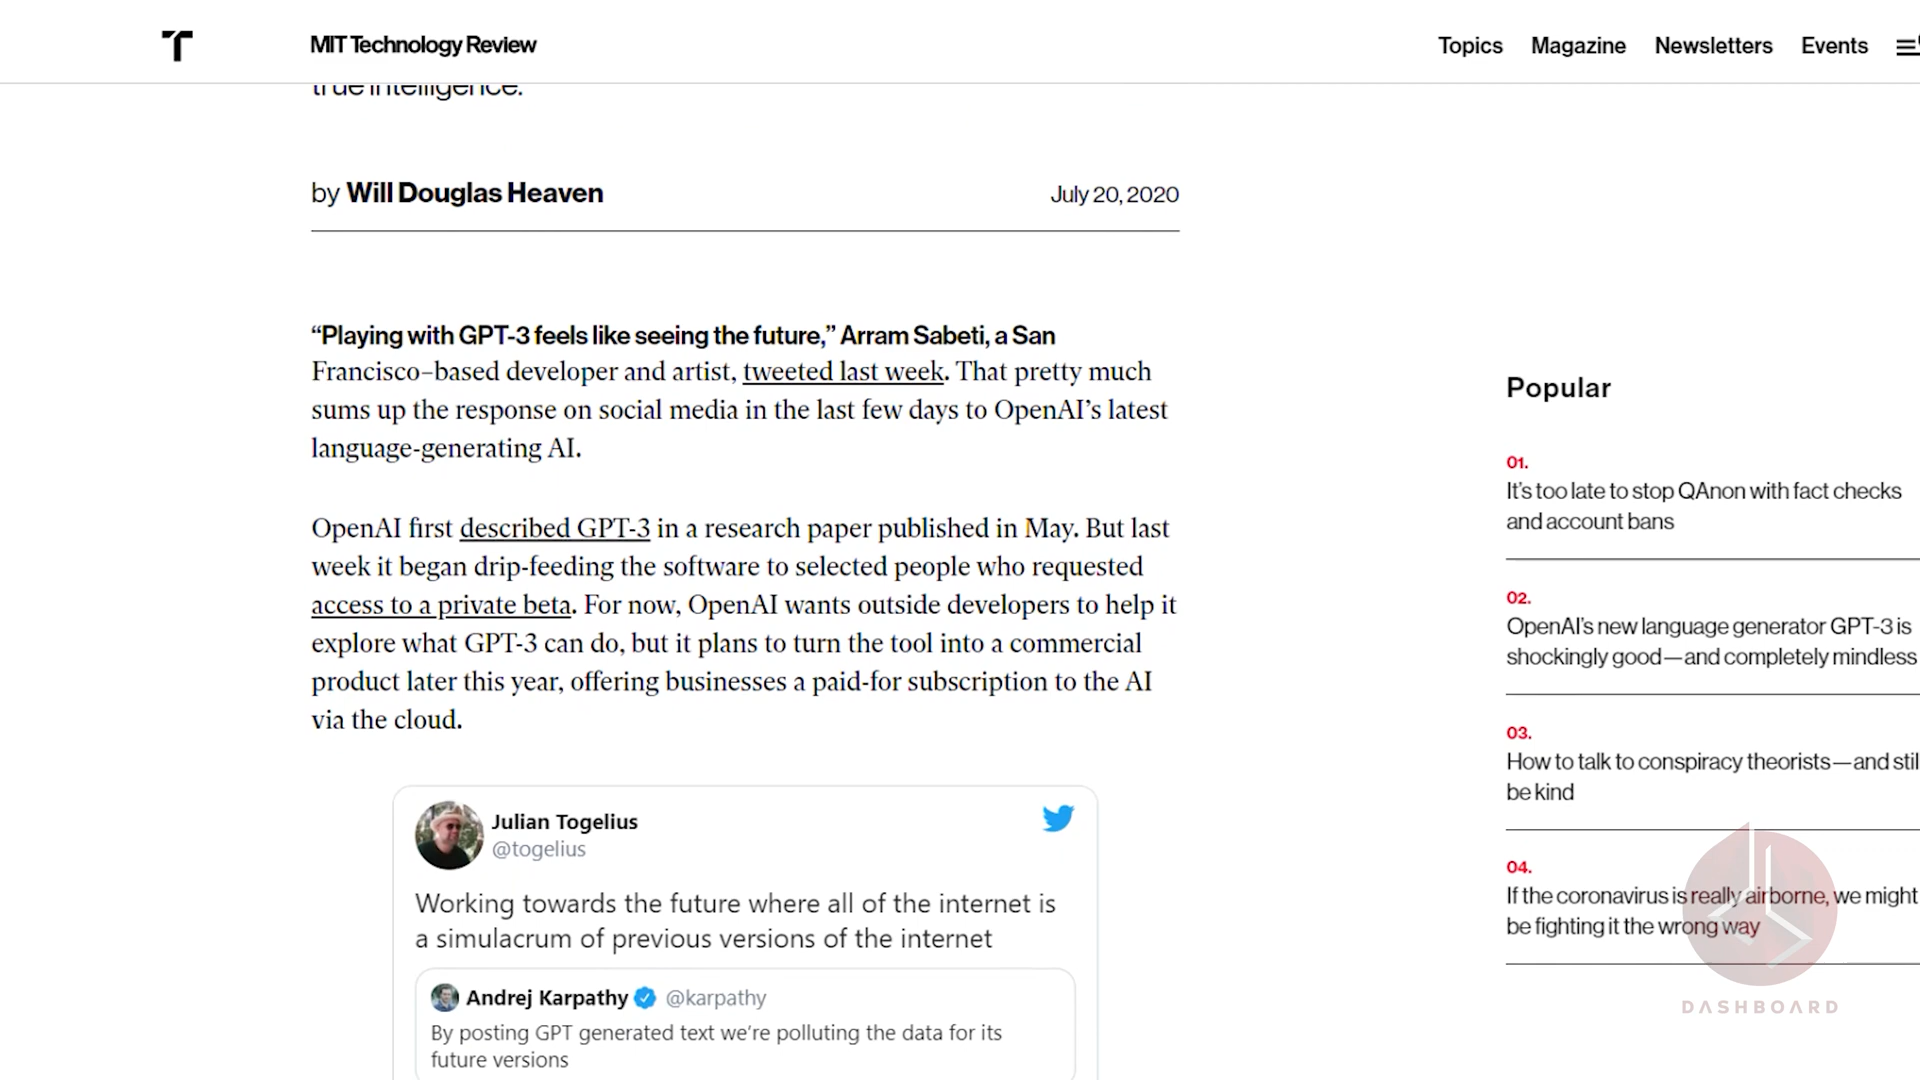 MIT Technology Review
Topics Magazine Newsletters Events
true intelligence.
by Will Douglas Heaven
July 20, 2020
“Playing with GPT-3 feels like seeing the future,” Arram Sabeti, a San
Francisco–based developer and artist, tweeted last week. That pretty much
sums up the response on social media in the last few days to OpenAI’s latest
language-generating AI.
OpenAI first described GPT-3 in a research paper published in May. But last
week it began drip-feeding the software to selected people who requested
access to a private beta. For now, OpenAI wants outside developers to help it
explore what GPT-3 can do, but it plans to turn the tool into a commercial
product later this year, offering businesses a paid-for subscription to the AI
via the cloud.
Julian Togelius
@togelius
Working towards the future where all of the internet is
a simulacrum of previous versions of the internet
Andrej Karpathy @karpathy
By posting GPT generated text we’re polluting the data for its
future versions
Popular
01.
It’s too late to stop QAnon with fact checks
and account bans
02.
OpenAI’s new language generator GPT-3 is
shockingly good—and completely mindless
03.
How to talk to conspiracy theorists—and still
be kind
04.
If the coronavirus is really airborne, we might
be fighting it the wrong way
DASHBOARD